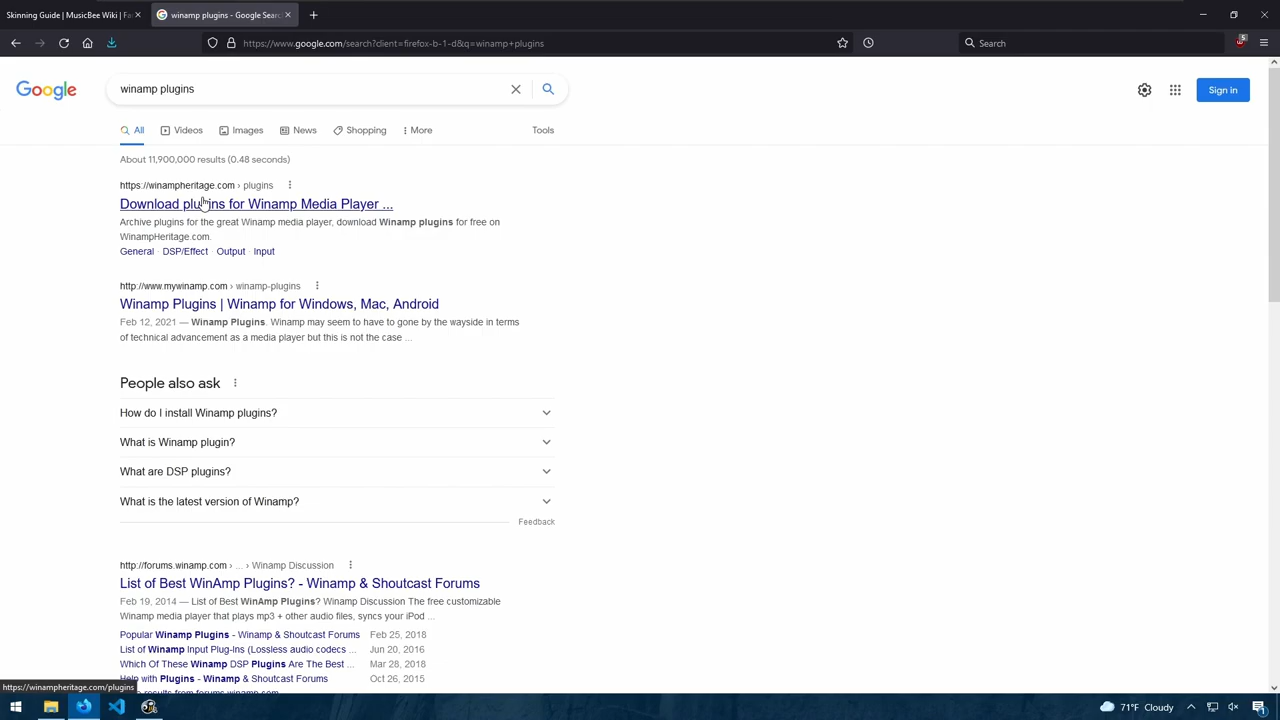 Skinning Guide | MusicBee Wiki | Fa
winamp plugins - Google Search
https://www.google.com/search?client=firefox-b-1-d&q=winamp+plugins
Search
5
Google
winamp plugins
Sign in
All
Videos
Images
News
Shopping
More
Tools
About 11,900,000 results (0.48 seconds)
https://winampheritage.com › plugins
Download plugins for Winamp Media Player ...
Archive plugins for the great Winamp media player, download Winamp plugins for free on
WinampHeritage.com.
General · DSP/Effect · Output · Input
http://www.mywinamp.com › winamp-plugins
Winamp Plugins | Winamp for Windows, Mac, Android
Feb 12, 2021 — Winamp Plugins. Winamp may seem to have to gone by the wayside in terms
of technical advancement as a media player but this is not the case ...
People also ask
How do I install Winamp plugins?
What is Winamp plugin?
What are DSP plugins?
What is the latest version of Winamp?
Feedback
http://forums.winamp.com › ... › Winamp Discussion
List of Best WinAmp Plugins? - Winamp & Shoutcast Forums
Feb 19, 2014 — List of Best WinAmp Plugins? Winamp Discussion The free customizable
Winamp media player that plays mp3 + other audio files, syncs your iPod ...
Popular Winamp Plugins - Winamp & Shoutcast Forums Feb 25, 2018
List of Winamp Input Plug-Ins (Lossless audio codecs ... Jun 20, 2016
Which Of These Winamp DSP Plugins Are The Best ... Mar 28, 2018
Help with Plugins - Winamp & Shoutcast Forums Oct 26, 2015
results from forums.winamp.com
https://winampheritage.com/plugins
71°F Cloudy
1